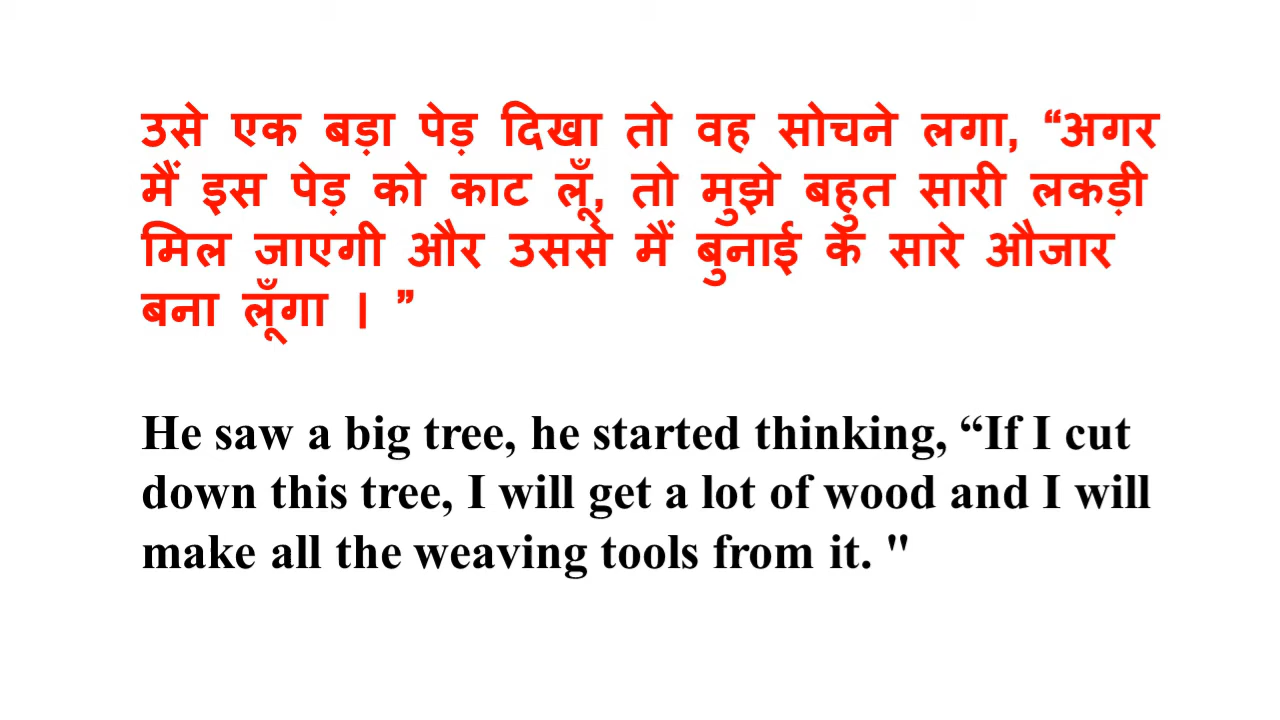 उसे एक बड़ा पेड़ दिखा तो वह सोचने लगा, “अगर
मैं इस पेड़ को काट लूँ, तो मुझे बहुत सारी लकड़ी
मिल जाएगी और उससे मैं बुनाई के सारे औजार
बना लूँगा । ”
He saw a big tree, he started thinking, “If I cut
down this tree, I will get a lot of wood and I will
make all the weaving tools from it. "